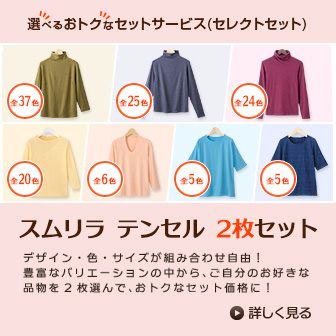 選べるおトクなセットサービス(セレクトセット)
全37色
全25色
全24色
全20色
全6色
全5色
全5色
スムリラ テンセル 2枚セット
デザイン・色・サイズが組み合わせ自由!
豊富なバリエーションの中から、ご自分のお好きな
品物を2枚選んで、おトクなセット価格に!
詳しく見る